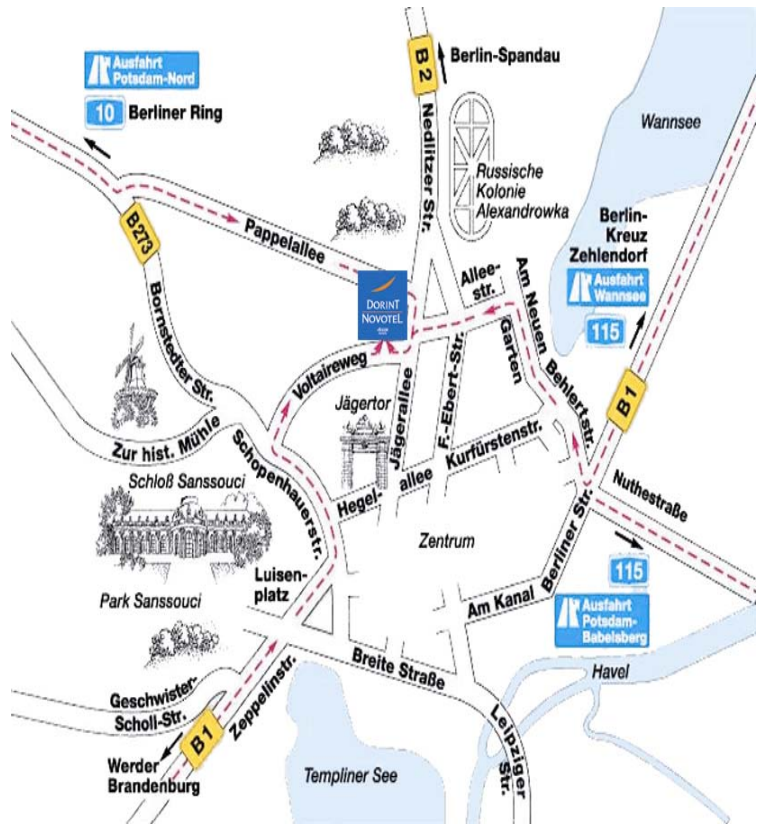 Ausfahrt
Potsdam-Nord
10 Berliner Ring
B 2
Berlin-Spandau
Nedlitzer Str.
Wannsee
Russische
Kolonie
Alexandrowka
B273
Pappelallee
Berlin-
Kreuz
Zehlendorf
Ausfahrt
Wannsee
115
Allee-
str.
Am Neuen
Garten
DORINT
NOVOTEL
Bornstedter Str.
Voltaireweg
Behlertstr.
B1
Jägertor
Jägerallee
F.-Ebert-Str.
Zur hist. Mühle
Schopenhauerstr.
Kurfürstenstr.
Hegel-
allee
Schloß Sanssouci
Nuthestraße
Zentrum
Berliner Str.
115
Luisen-
platz
Am Kanal
Ausfahrt
Potsdam-
Babelsberg
Park Sanssouci
Breite Straße
Havel
Geschwister-
Scholl-Str.
Zeppelinstr.
B1
Leipziger
Str.
Werder
Brandenburg
Templiner See